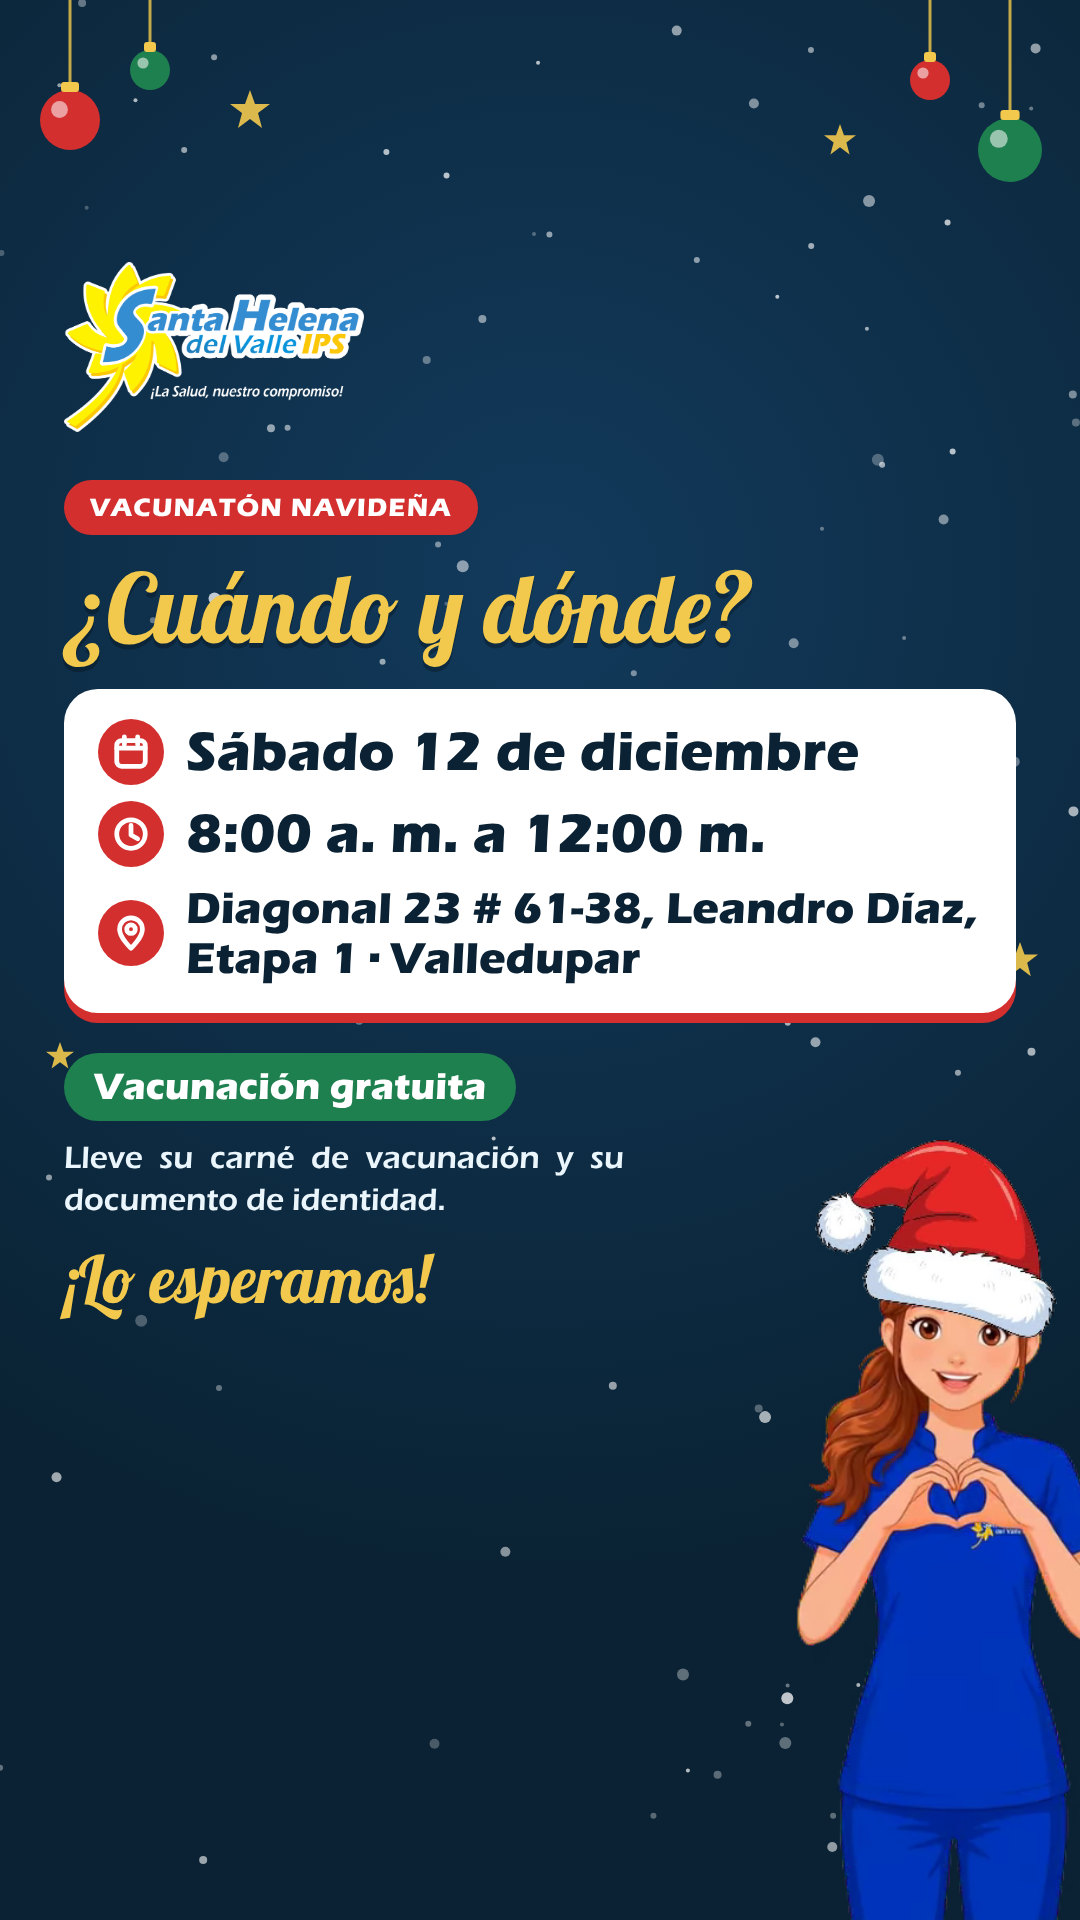 Santa Helena
del Valle IPS
¡La Salud, nuestro compromiso!
VACUNATÓN NAVIDEÑA
¿Cuándo y dónde?
Sábado 12 de diciembre
8:00 a. m. a 12:00 m.
Diagonal 23 # 61-38, Leandro Díaz,
Etapa 1 · Valledupar
Vacunación gratuita
Lleve su carné de vacunación y su
documento de identidad.
¡Lo esperamos!